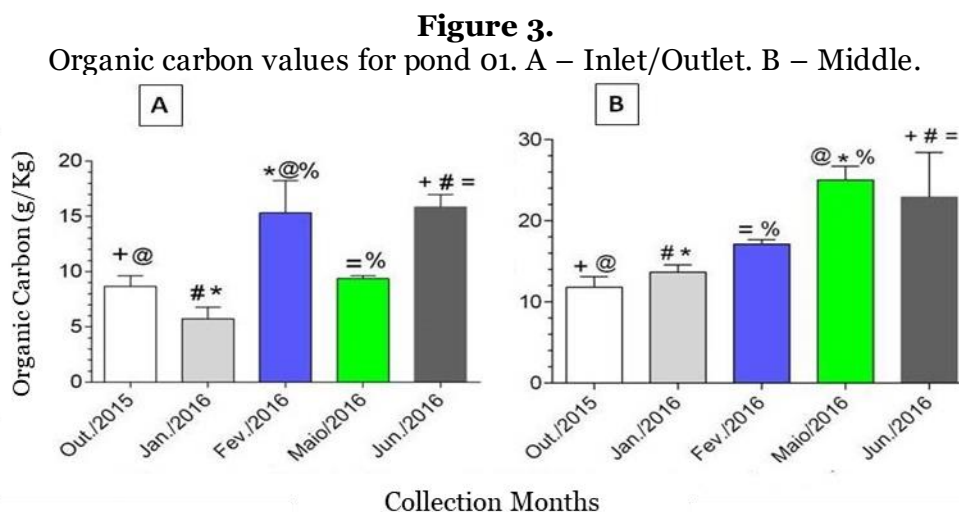 Figure 3.
Organic carbon values for pond 01. A – Inlet/Outlet. B – Middle.
A
Organic Carbon (g/Kg)
20
15
10
5
0
+ @
# *
*@%
= %
+ # =
Out./2015
Jan./2016
Fev./2016
Maio/2016
Jun./2016
B
30
20
10
0
+ @
# *
= %
@ * %
+ # =
Out./2015
Jan./2016
Fev./2016
Maio/2016
Jun./2016
Collection Months